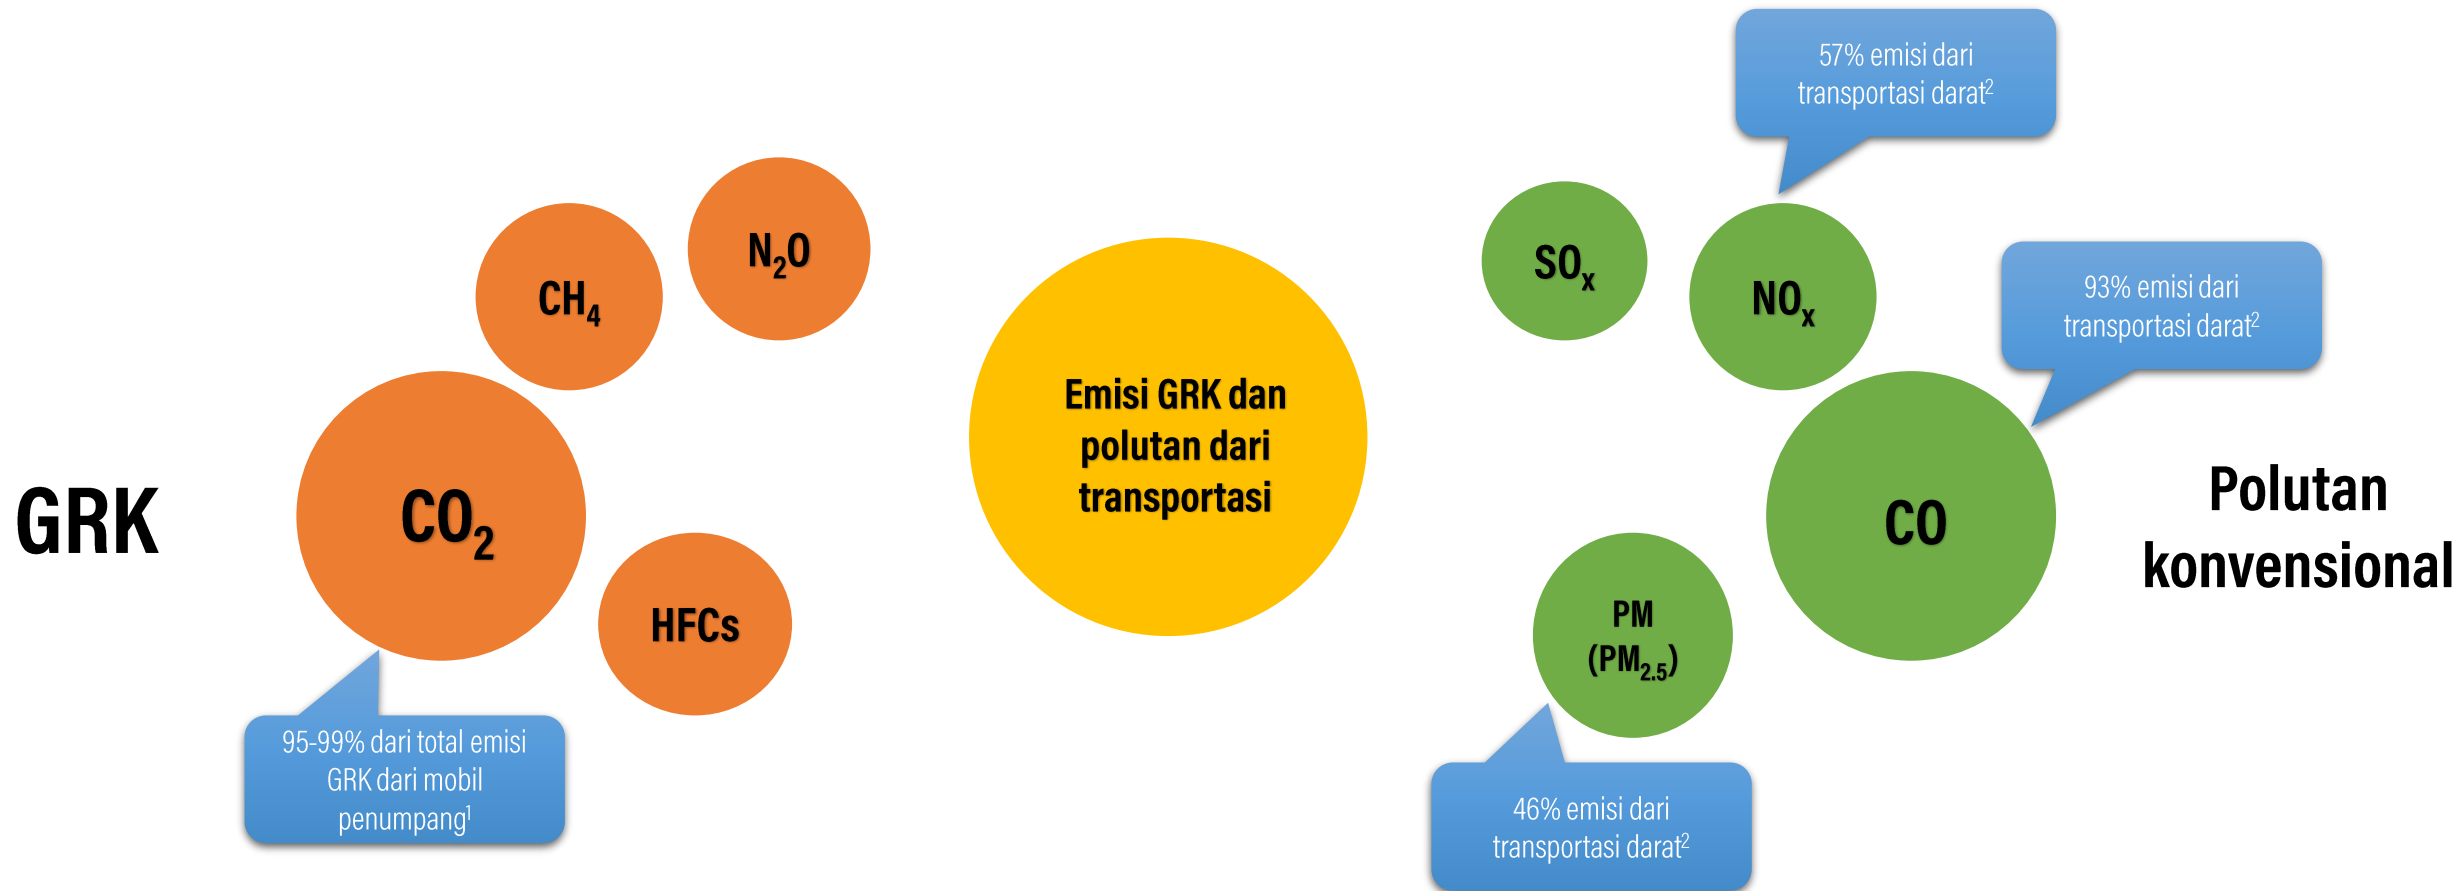 GRK
CO₂
CH₄
N₂O
HFCs
95-99% dari total emisi
GRK dari mobil
penumpang¹
Emisi GRK dan
polutan dari
transportasi
SOₓ
NOₓ
CO
PM
(PM₂.₅)
57% emisi dari
transportasi darat²
93% emisi dari
transportasi darat²
46% emisi dari
transportasi darat²
Polutan
konvensional